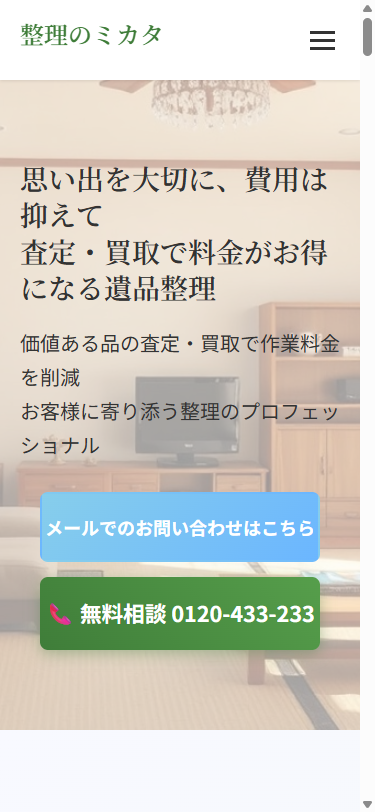 整理のミカタ
思い出を大切に、費用は
抑えて
査定・買取で料金がお得
になる遺品整理
価値ある品の査定・買取で作業料金
を削減
お客様に寄り添う整理のプロフェッ
ショナル
メールでのお問い合わせはこちら
無料相談 0120-433-233